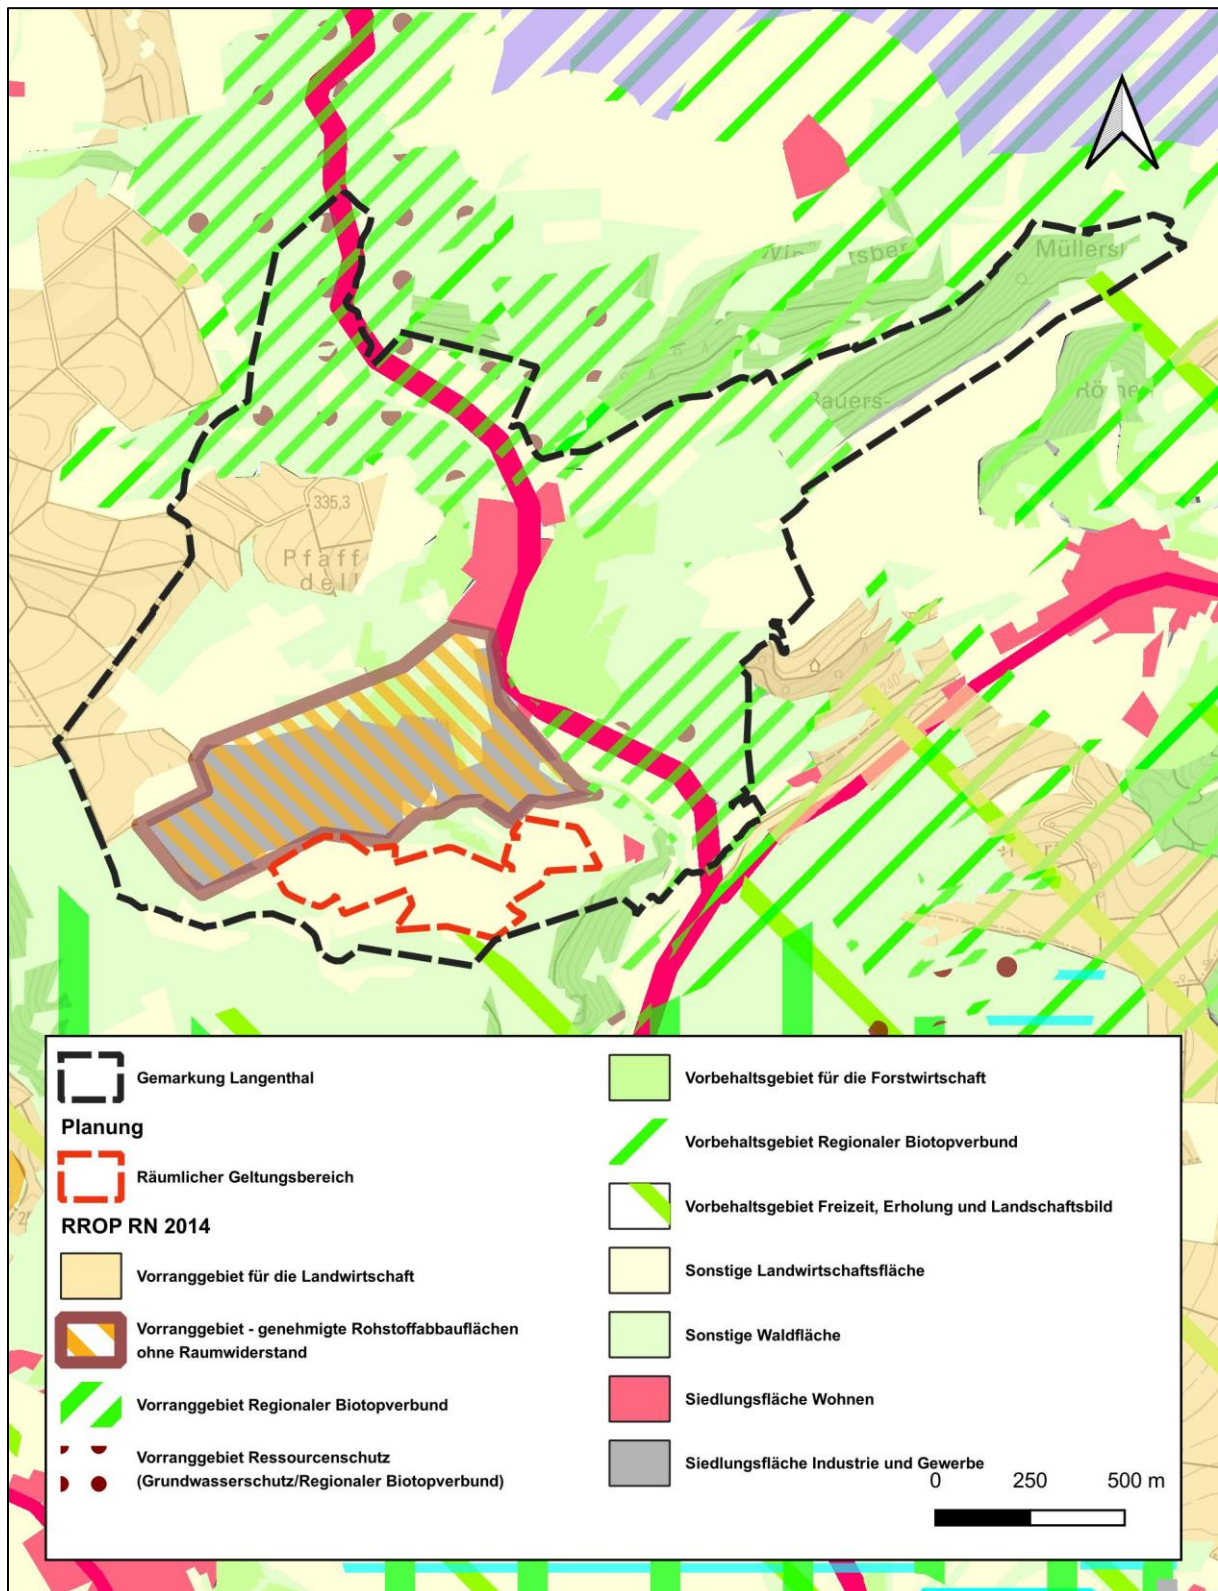 Müllers
Bauers-
335,3
Pfaff
dell
240
Gemarkung Langenthal
Planung
Räumlicher Geltungsbereich
RROP RN 2014
Vorranggebiet für die Landwirtschaft
Vorranggebiet - genehmigte Rohstoffabbauflächen
ohne Raumwiderstand
Vorranggebiet Regionaler Biotopverbund
Vorranggebiet Ressourcenschutz
(Grundwasserschutz/Regionaler Biotopverbund)
Vorbehaltsgebiet für die Forstwirtschaft
Vorbehaltsgebiet Regionaler Biotopverbund
Vorbehaltsgebiet Freizeit, Erholung und Landschaftsbild
Sonstige Landwirtschaftsfläche
Sonstige Waldfläche
Siedlungsfläche Wohnen
Siedlungsfläche Industrie und Gewerbe
0 250 500 m